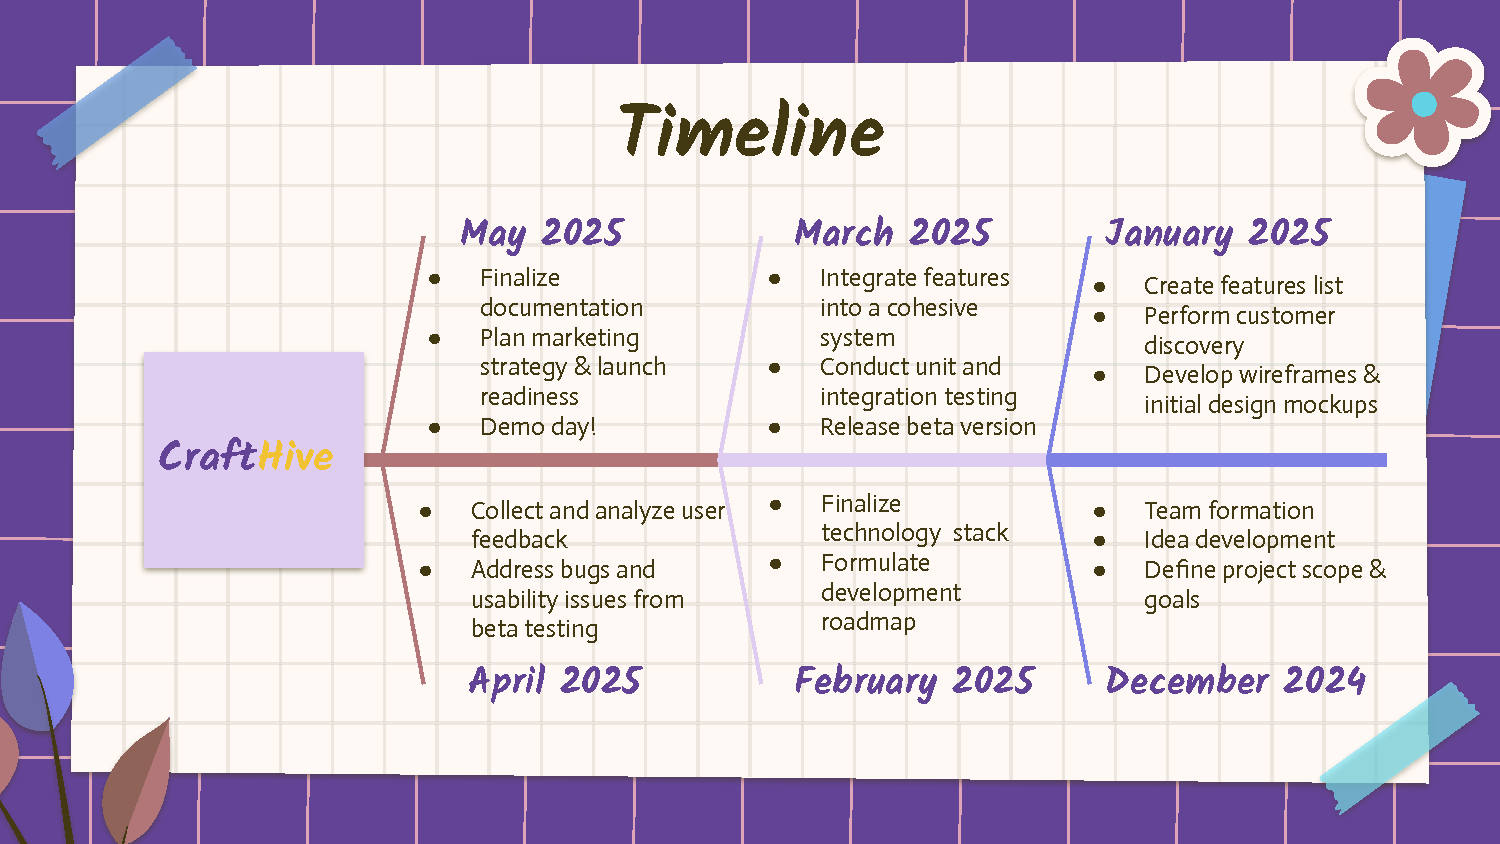 Timeline
May 2025
● Finalize
documentation
● Plan marketing
strategy & launch
readiness
● Demo day!
March 2025
● Integrate features
into a cohesive
system
● Conduct unit and
integration testing
● Release beta version
January 2025
● Create features list
● Perform customer
discovery
● Develop wireframes &
initial design mockups
CraftHive
● Collect and analyze user
feedback
● Address bugs and
usability issues from
beta testing
April 2025
● Finalize
technology stack
● Formulate
development
roadmap
February 2025
● Team formation
● Idea development
● Define project scope &
goals
December 2024